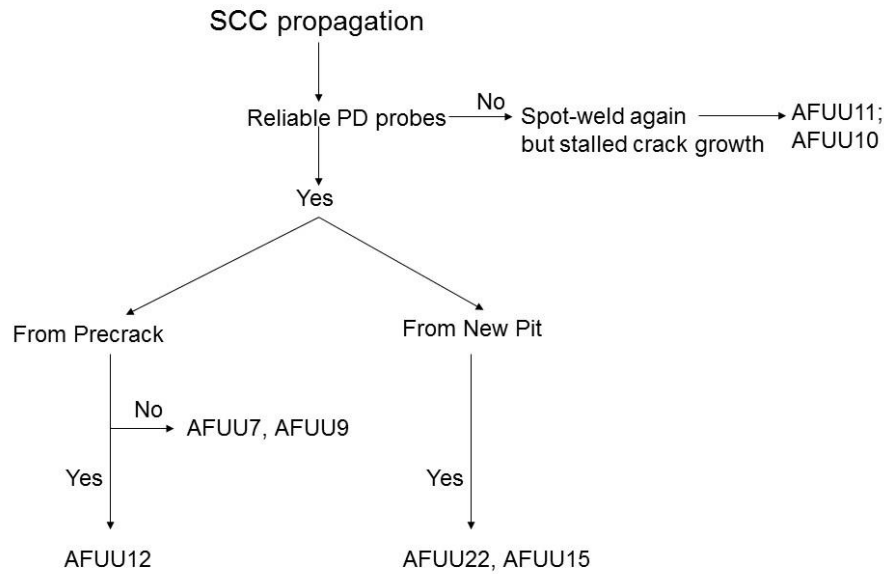 SCC propagation
Reliable PD probes
No
Spot-weld again
but stalled crack growth
AFUU11;
AFUU10
Yes
From Precrack
From New Pit
No
AFUU7, AFUU9
Yes
Yes
AFUU12
AFUU22, AFUU15